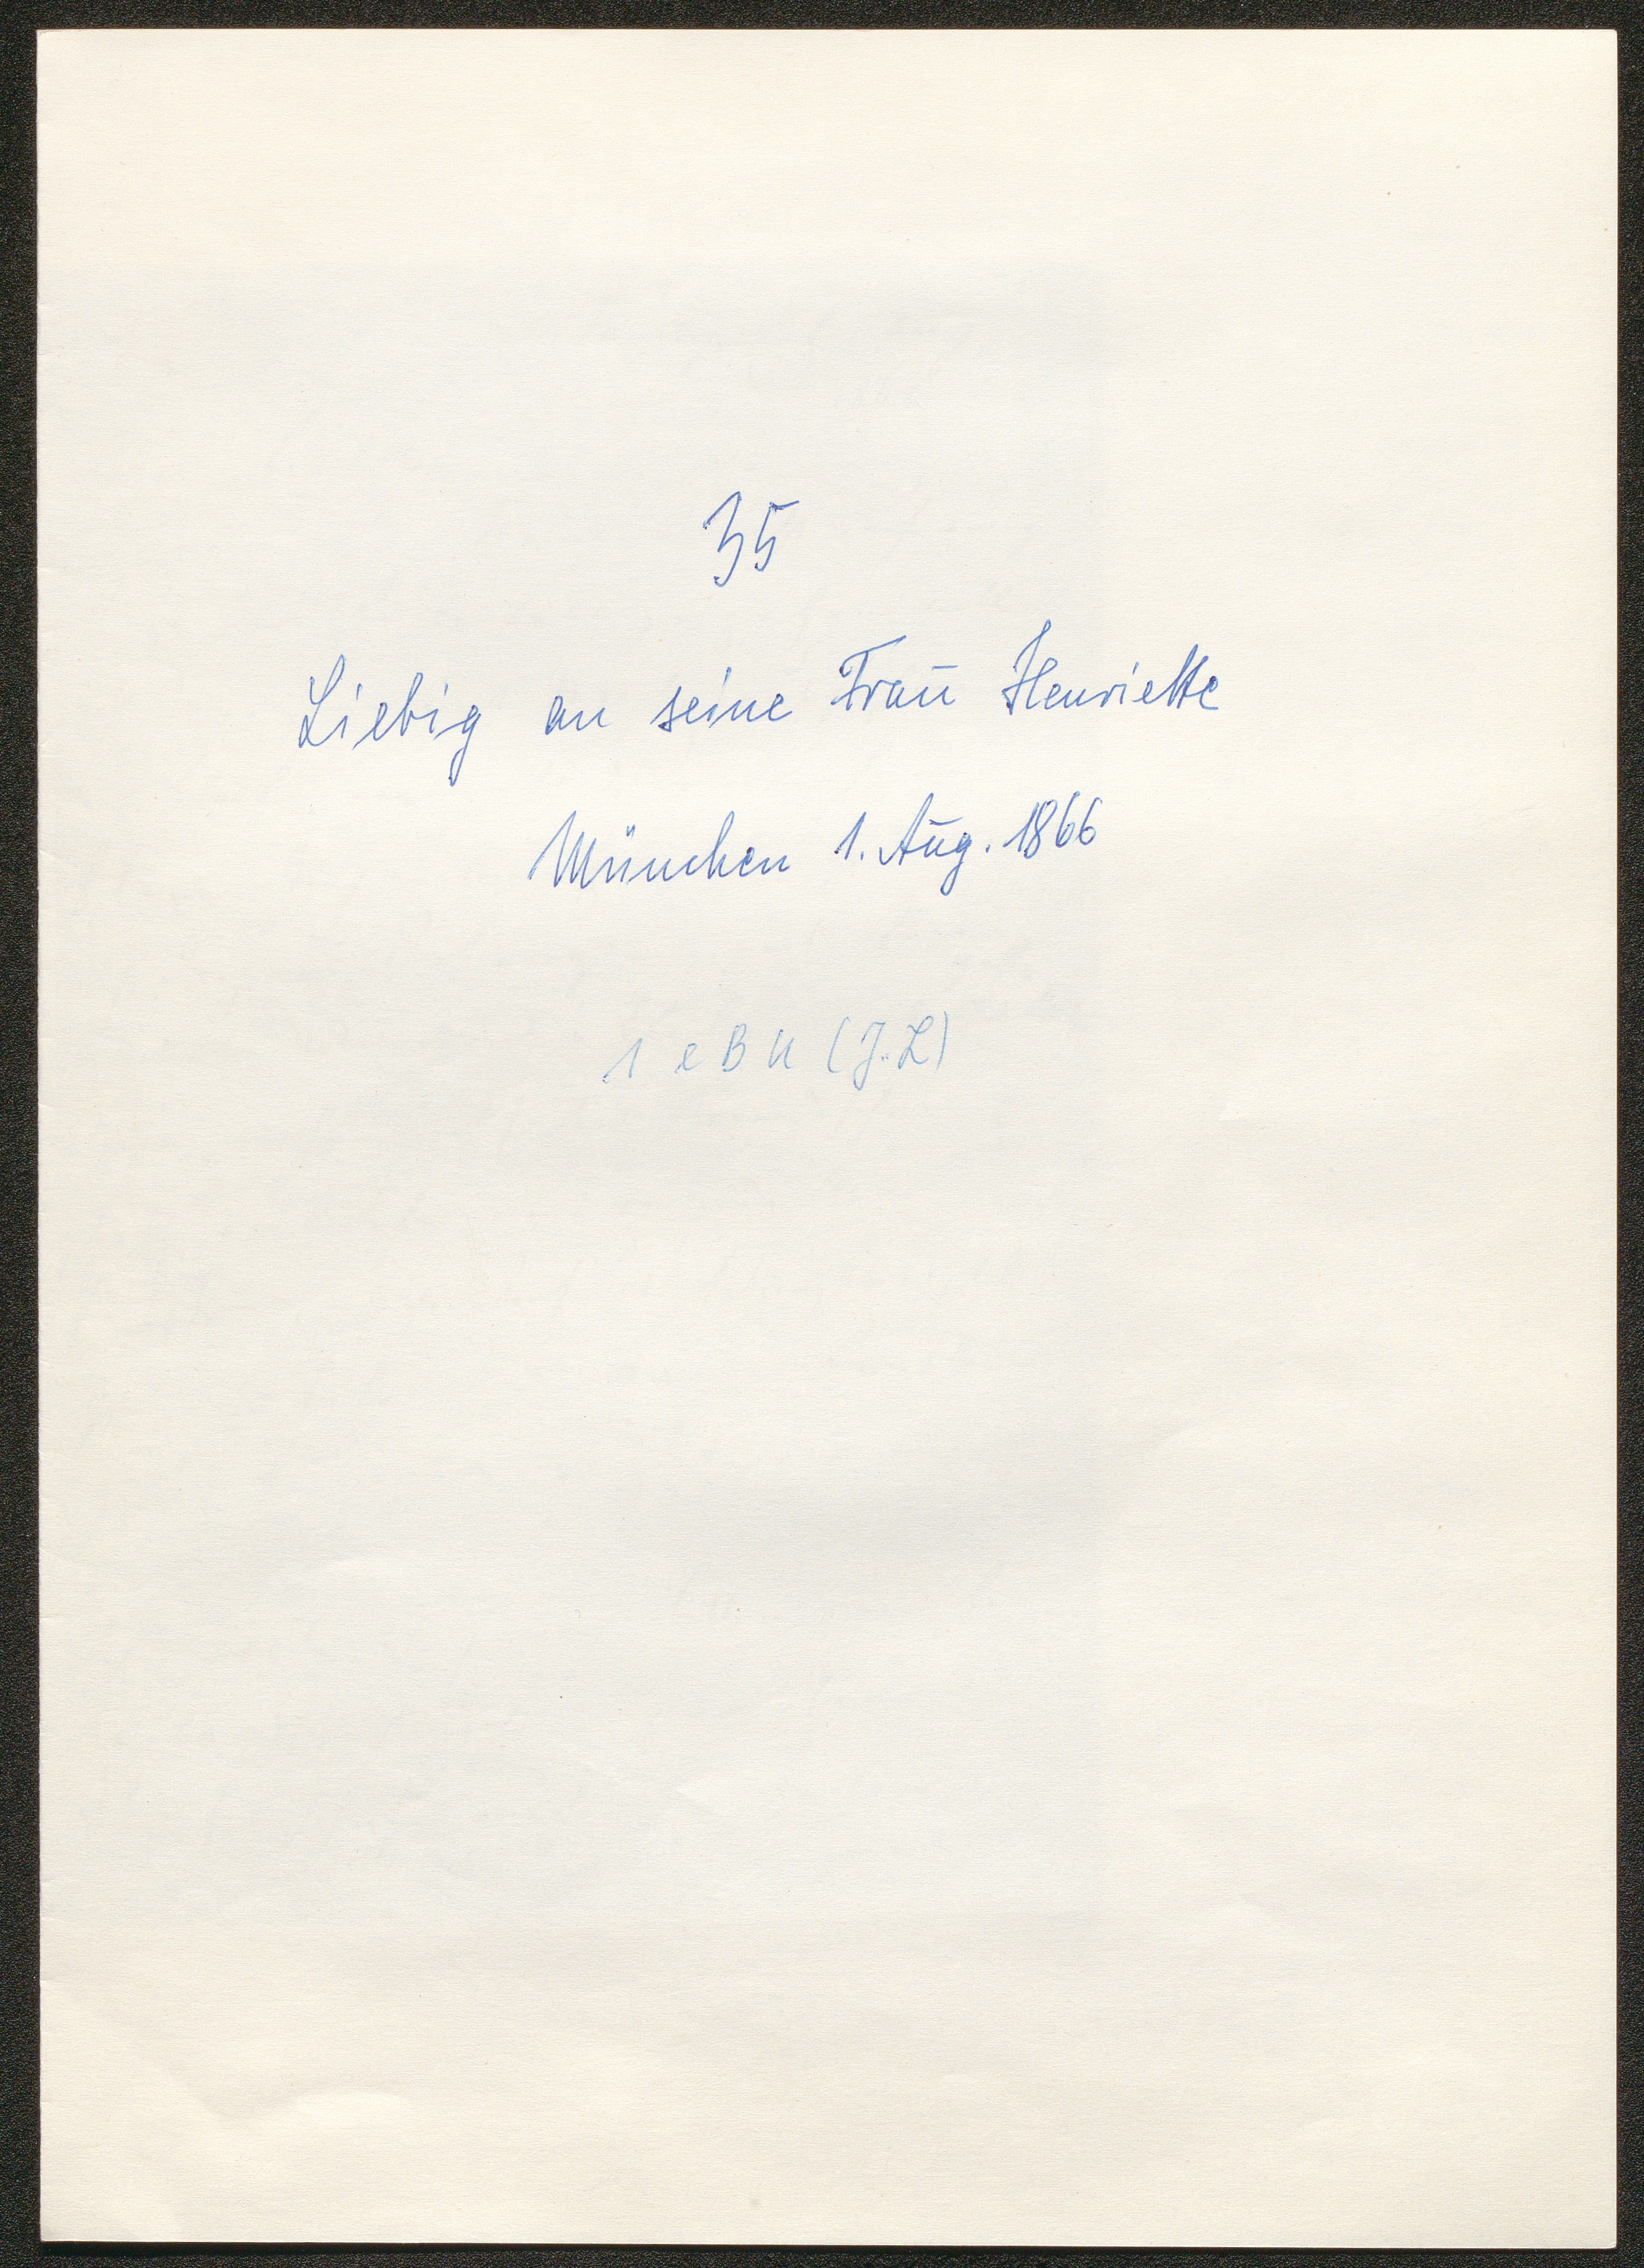 35
Liebig an seine Frau Henriette
München 1. Aug. 1866
1 e B U (J. L)